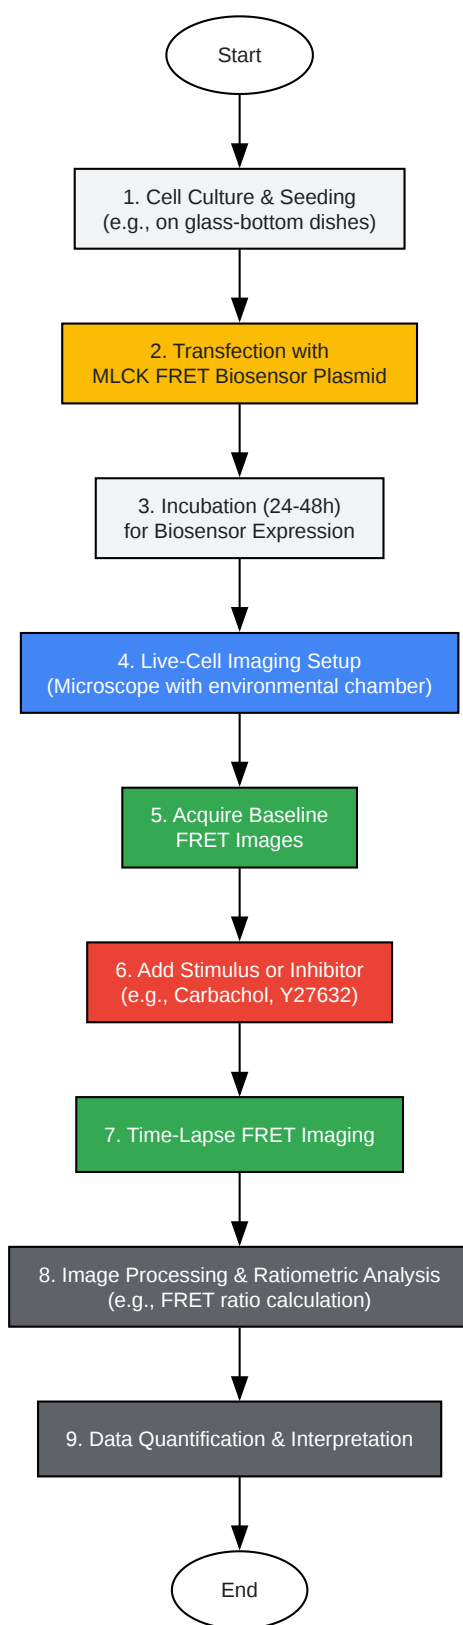 Start
1. Cell Culture & Seeding
(e.g., on glass-bottom dishes)
2. Transfection with
MLCK FRET Biosensor Plasmid
3. Incubation (24-48h)
for Biosensor Expression
4. Live-Cell Imaging Setup
(Microscope with environmental chamber)
5. Acquire Baseline
FRET Images
6. Add Stimulus or Inhibitor
(e.g., Carbachol, Y27632)
7. Time-Lapse FRET Imaging
8. Image Processing & Ratiometric Analysis
(e.g., FRET ratio calculation)
9. Data Quantification & Interpretation
End